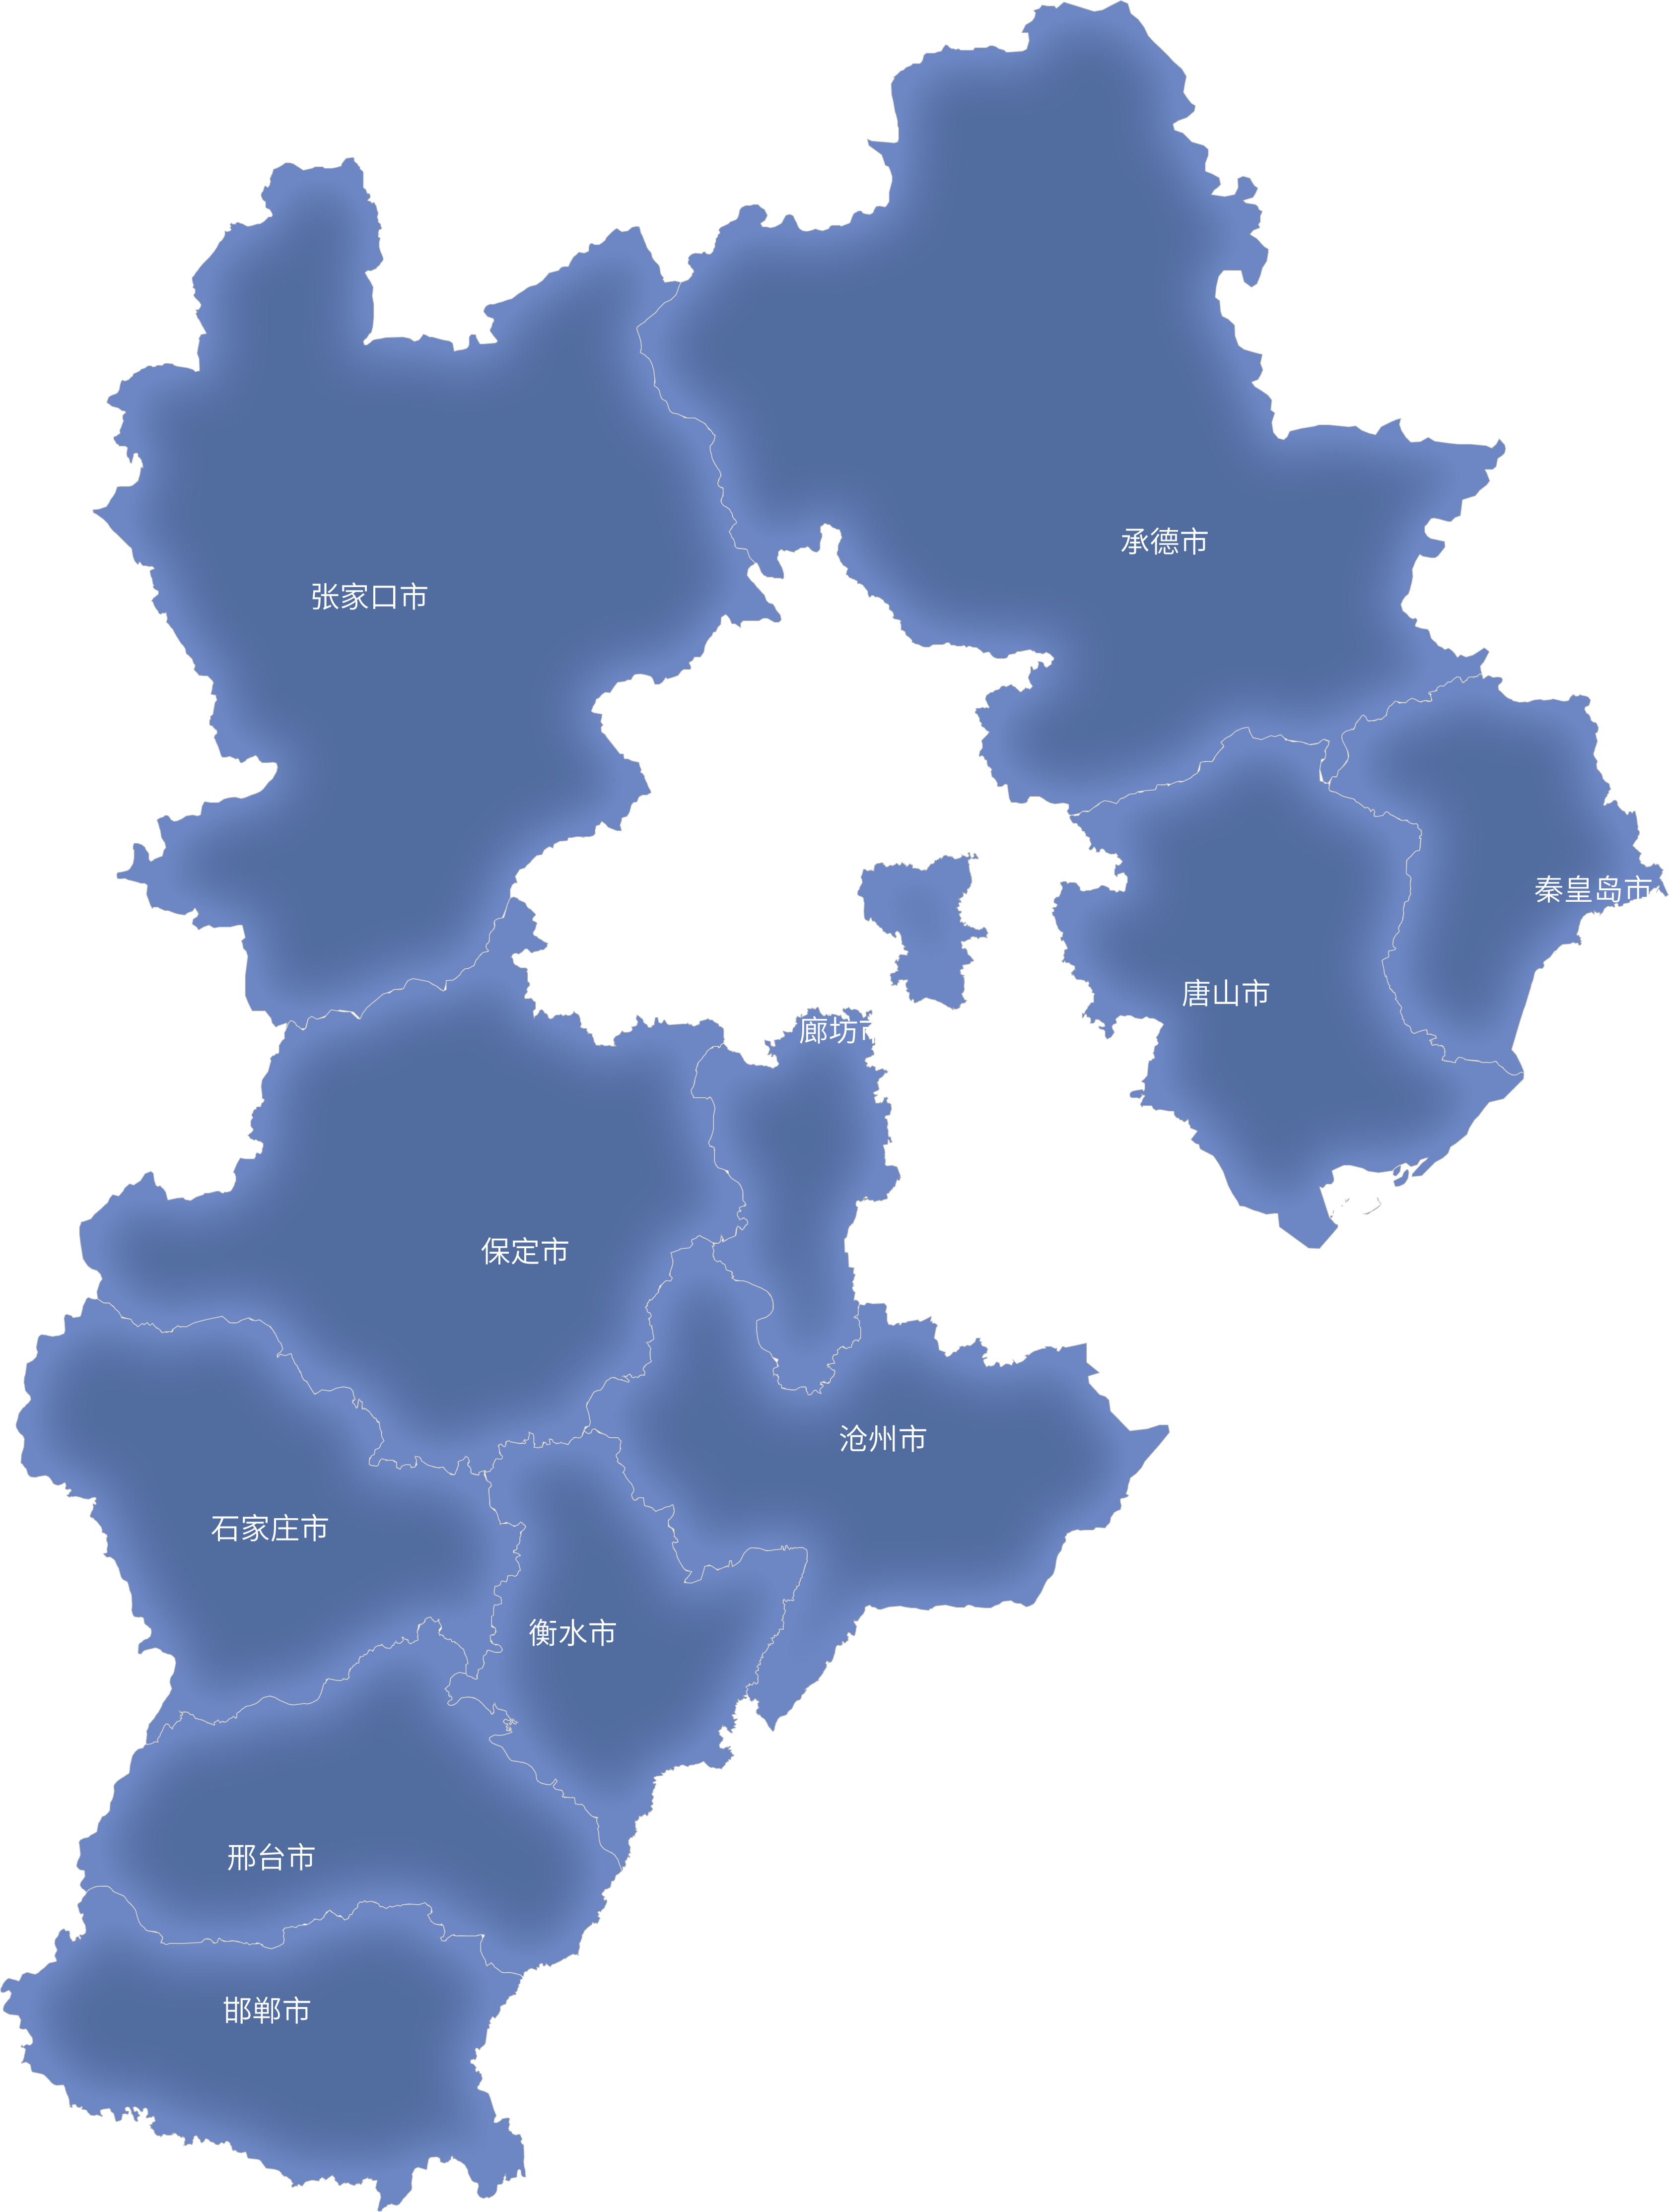 承德市
张家口市
秦皇岛市
唐山市
廊坊市
保定市
沧州市
石家庄市
衡水市
邢台市
邯郸市